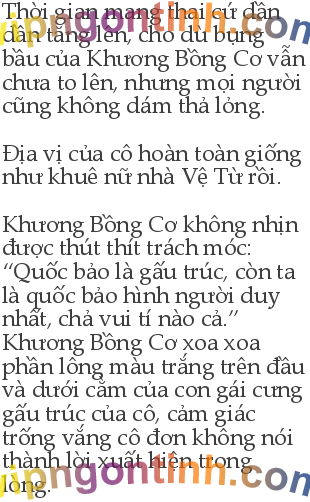 Thời gian mang thai cứ dần
dần tăng lên, cho dù bụng
bầu của Khương Bồng Cơ vẫn
chưa to lên, nhưng mọi người
cũng không dám thả lỏng.
Địa vị của cô hoàn toàn giống
như khuê nữ nhà Vệ Từ rồi.
Khương Bồng Cơ không nhịn
được thút thít trách móc:
“Quốc bảo là gấu trúc, còn ta
là quốc bảo hình người duy
nhất, chả vui tí nào cả.”
Khương Bồng Cơ xoa xoa
phần lông màu trắng trên đầu
và dưới cằm của con gái cưng
gấu trúc của cô, cảm giác
trống vắng cô đơn không nói
thành lời xuất hiện trong
lòng.
vipngontinh.com
vipngontinh.com